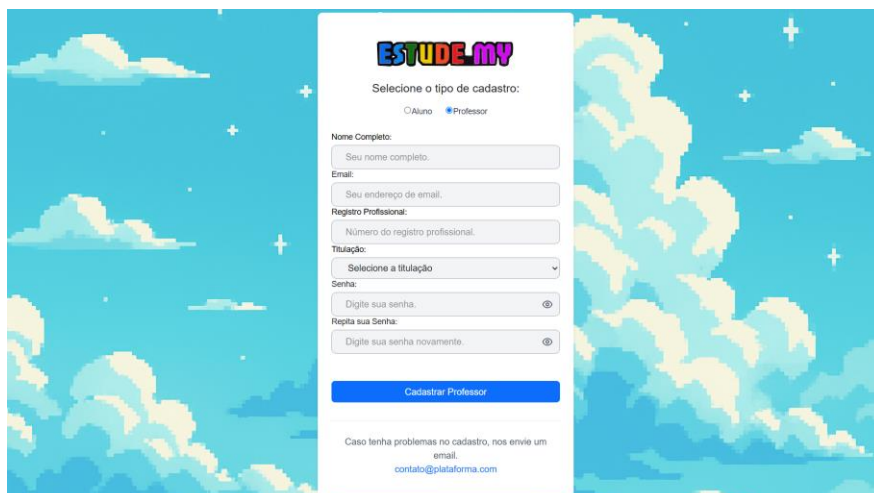 ESTUDE.MY
Selecione o tipo de cadastro:
Aluno Professor
Nome Completo:
Seu nome completo.
Email:
Seu endereço de email.
Registro Profissional:
Número do registro profissional.
Titulação:
Selecione a titulação
Senha:
Digite sua senha.
Repita sua Senha:
Digite sua senha novamente.
Cadastrar Professor
Caso tenha problemas no cadastro, nos envie um
email.
contato@plataforma.com